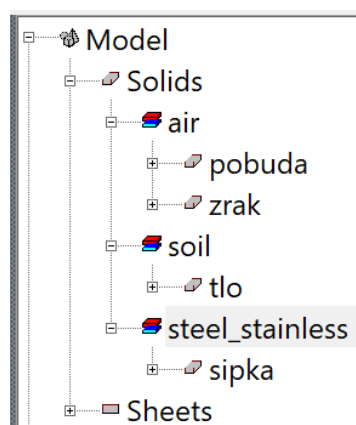 Model
Solids
air
pobuda
zrak
soil
tlo
steel_stainless
sipka
Sheets